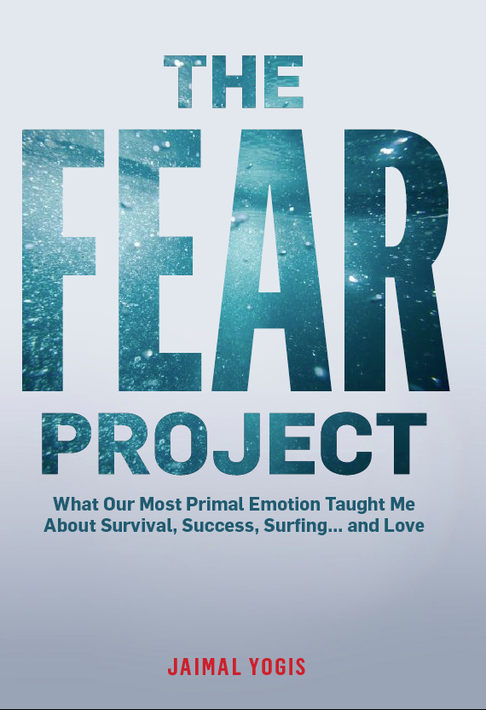 THE
FEAR
PROJECT
What Our Most Primal Emotion Taught Me
About Survival, Success, Surfing... and Love
JAIMAL YOGIS